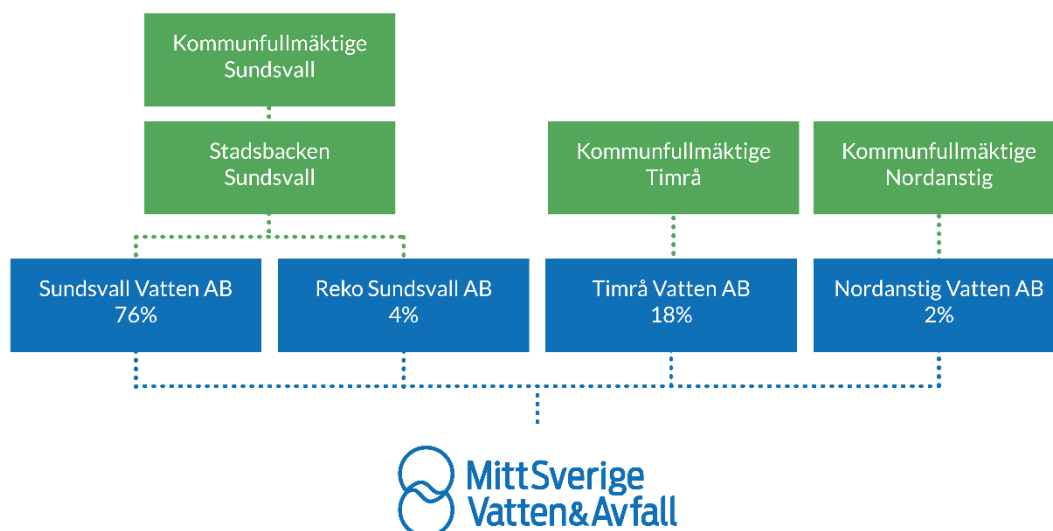 Kommunfullmäktige
Sundsvall
Stadsbacken
Sundsvall
Kommunfullmäktige
Timrå
Kommunfullmäktige
Nordanstig
Sundsvall Vatten AB
76%
Reko Sundsvall AB
4%
Timrå Vatten AB
18%
Nordanstig Vatten AB
2%
MittSverige
Vatten&Avfall